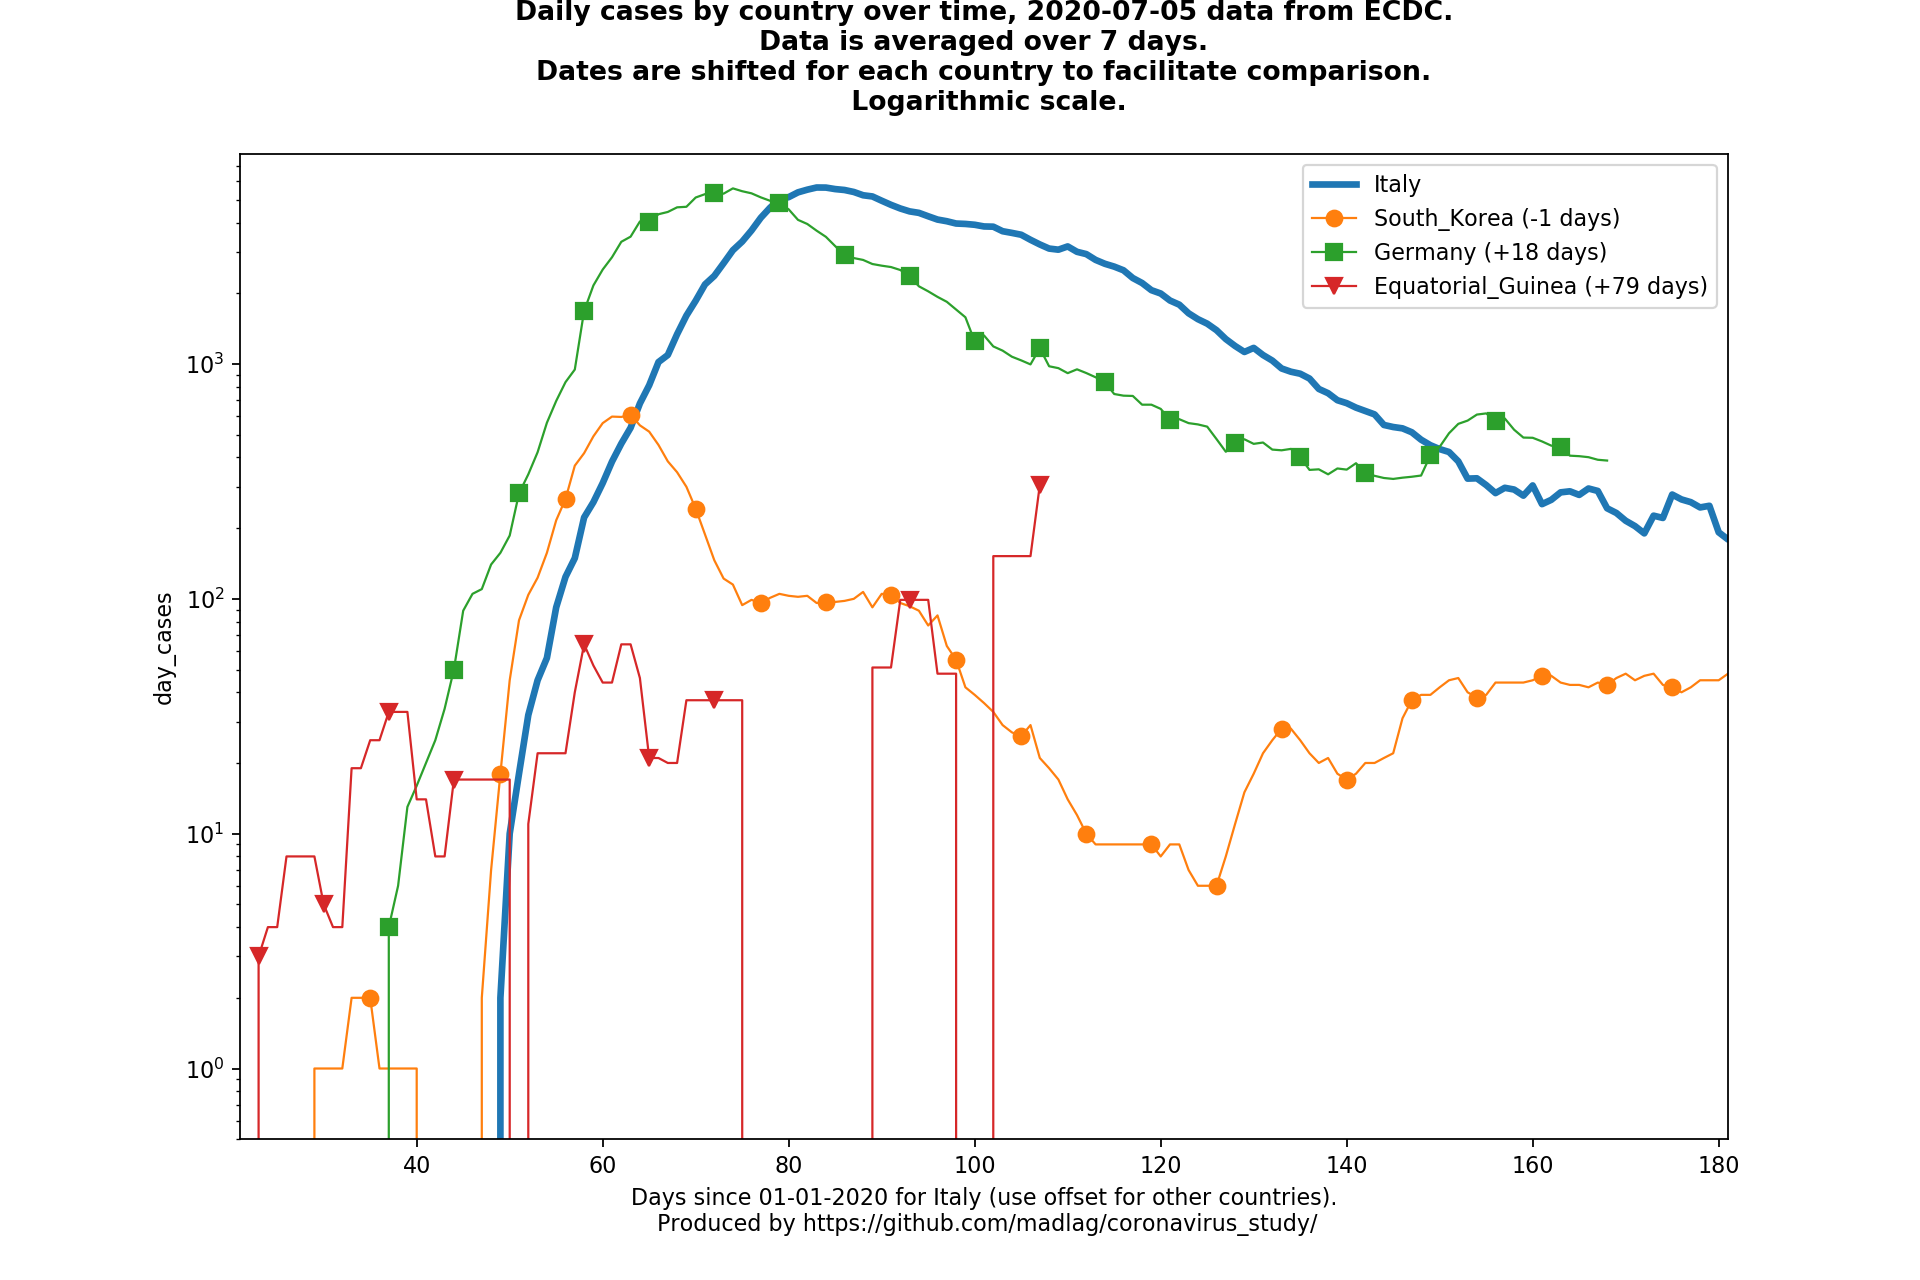 Daily cases by country over time, 2020-07-05 data from ECDC.
Data is averaged over 7 days.
Dates are shifted for each country to facilitate comparison.
Logarithmic scale.
Italy
South_Korea (-1 days)
Germany (+18 days)
Equatorial_Guinea (+79 days)
10³
10²
10¹
10⁰
day_cases
40 60 80 100 120 140 160 180
Days since 01-01-2020 for Italy (use offset for other countries).
Produced by https://github.com/madlag/coronavirus_study/